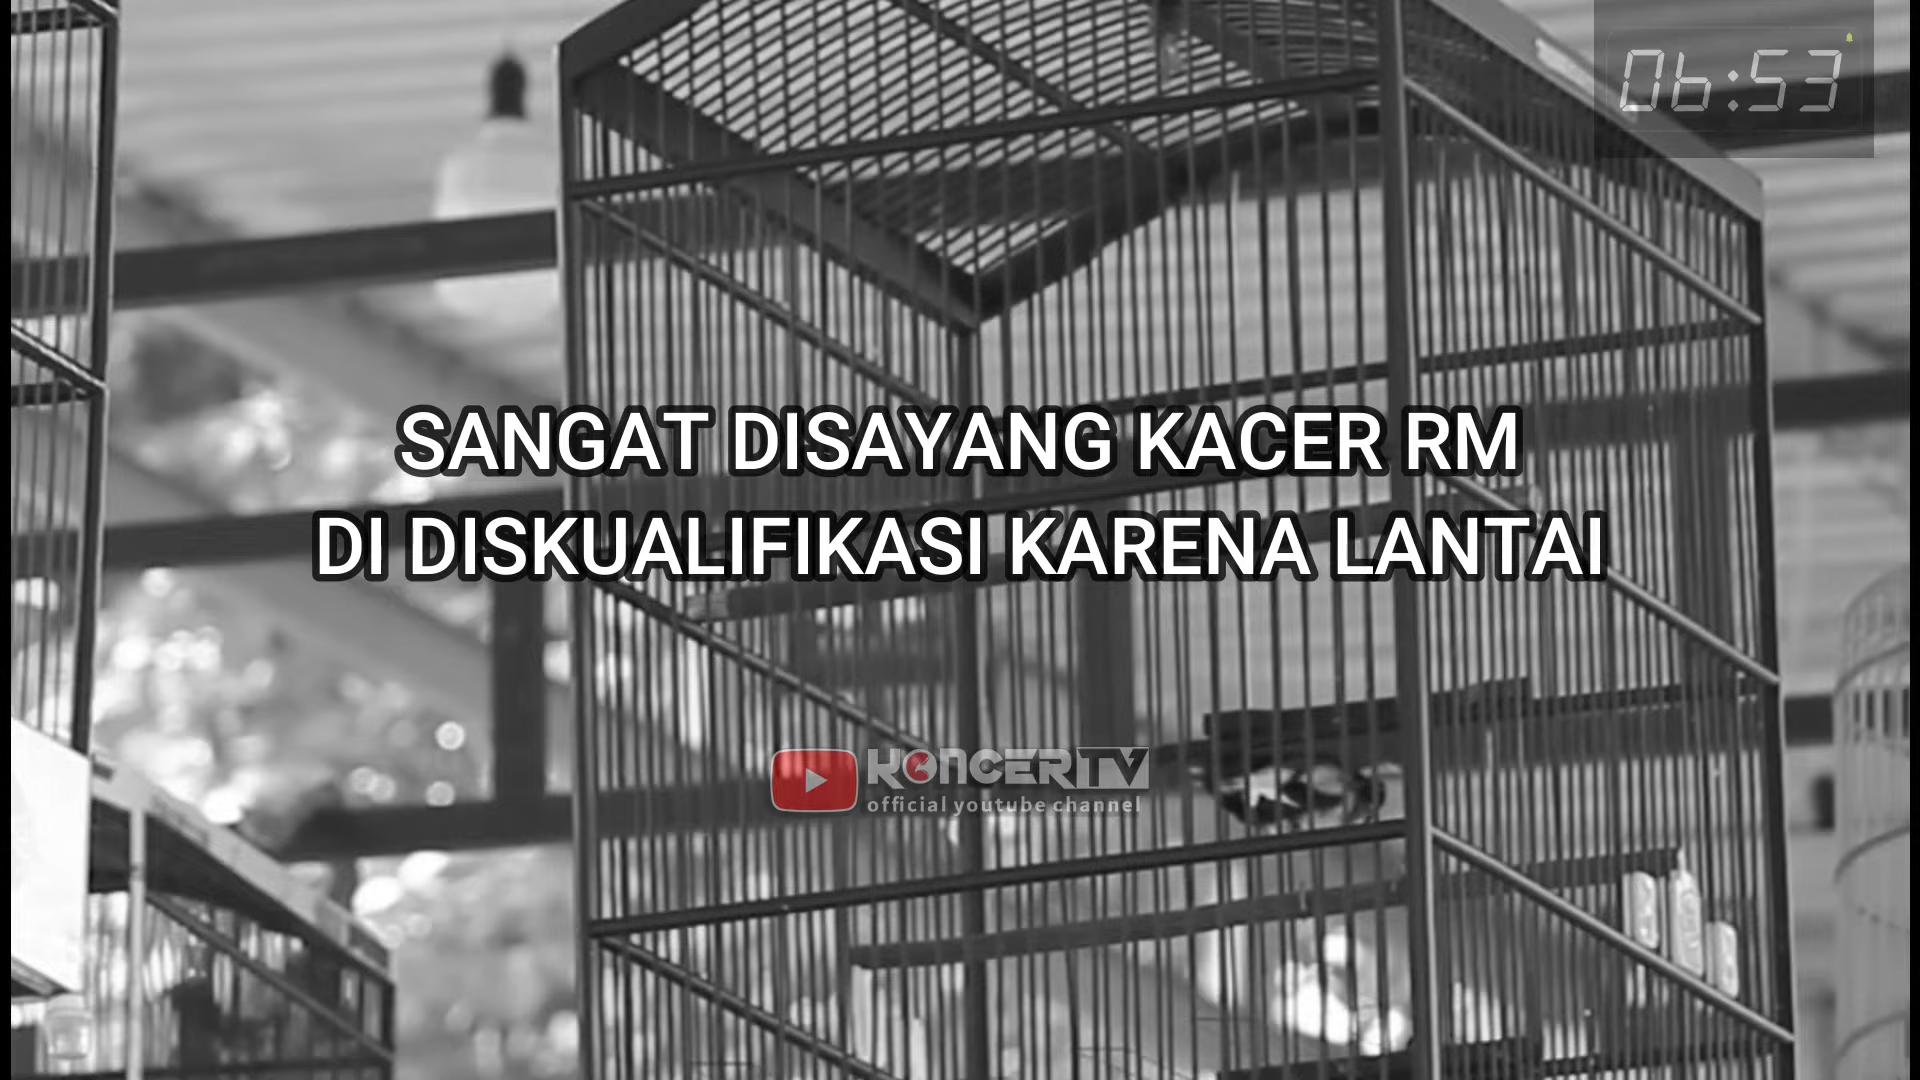 06:53
SANGAT DISAYANG KACER RM
DI DISKUALIFIKASI KARENA LANTAI
KONCERTV
official youtube channel